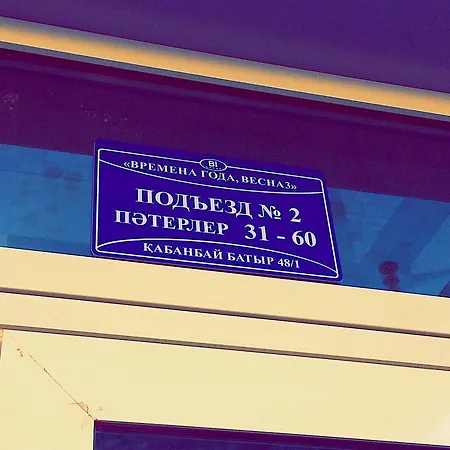 BI
«ВРЕМЕНА ГОДА, ВЕСНА3»
ПОДЪЕЗД № 2
ПӘТЕРЛЕР 31 - 60
ҚАБАНБАЙ БАТЫР 48/1